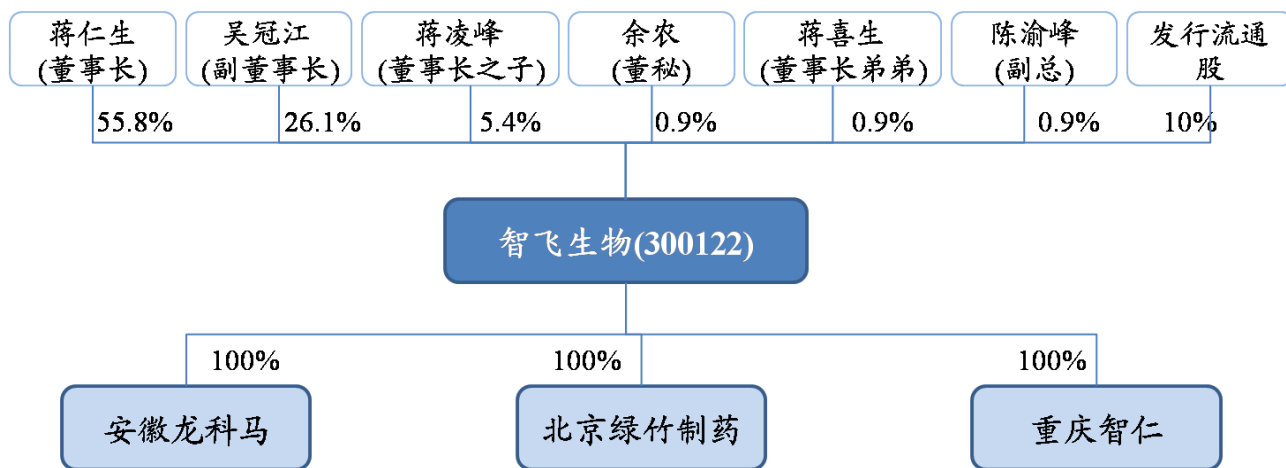 蒋仁生
(董事长)
吴冠江
(副董事长)
蒋凌峰
(董事长之子)
余农
(董秘)
蒋喜生
(董事长弟弟)
陈渝峰
(副总)
发行流通
股
55.8%
26.1%
5.4%
0.9%
0.9%
0.9%
10%
智飞生物(300122)
100%
100%
100%
安徽龙科马
北京绿竹制药
重庆智仁